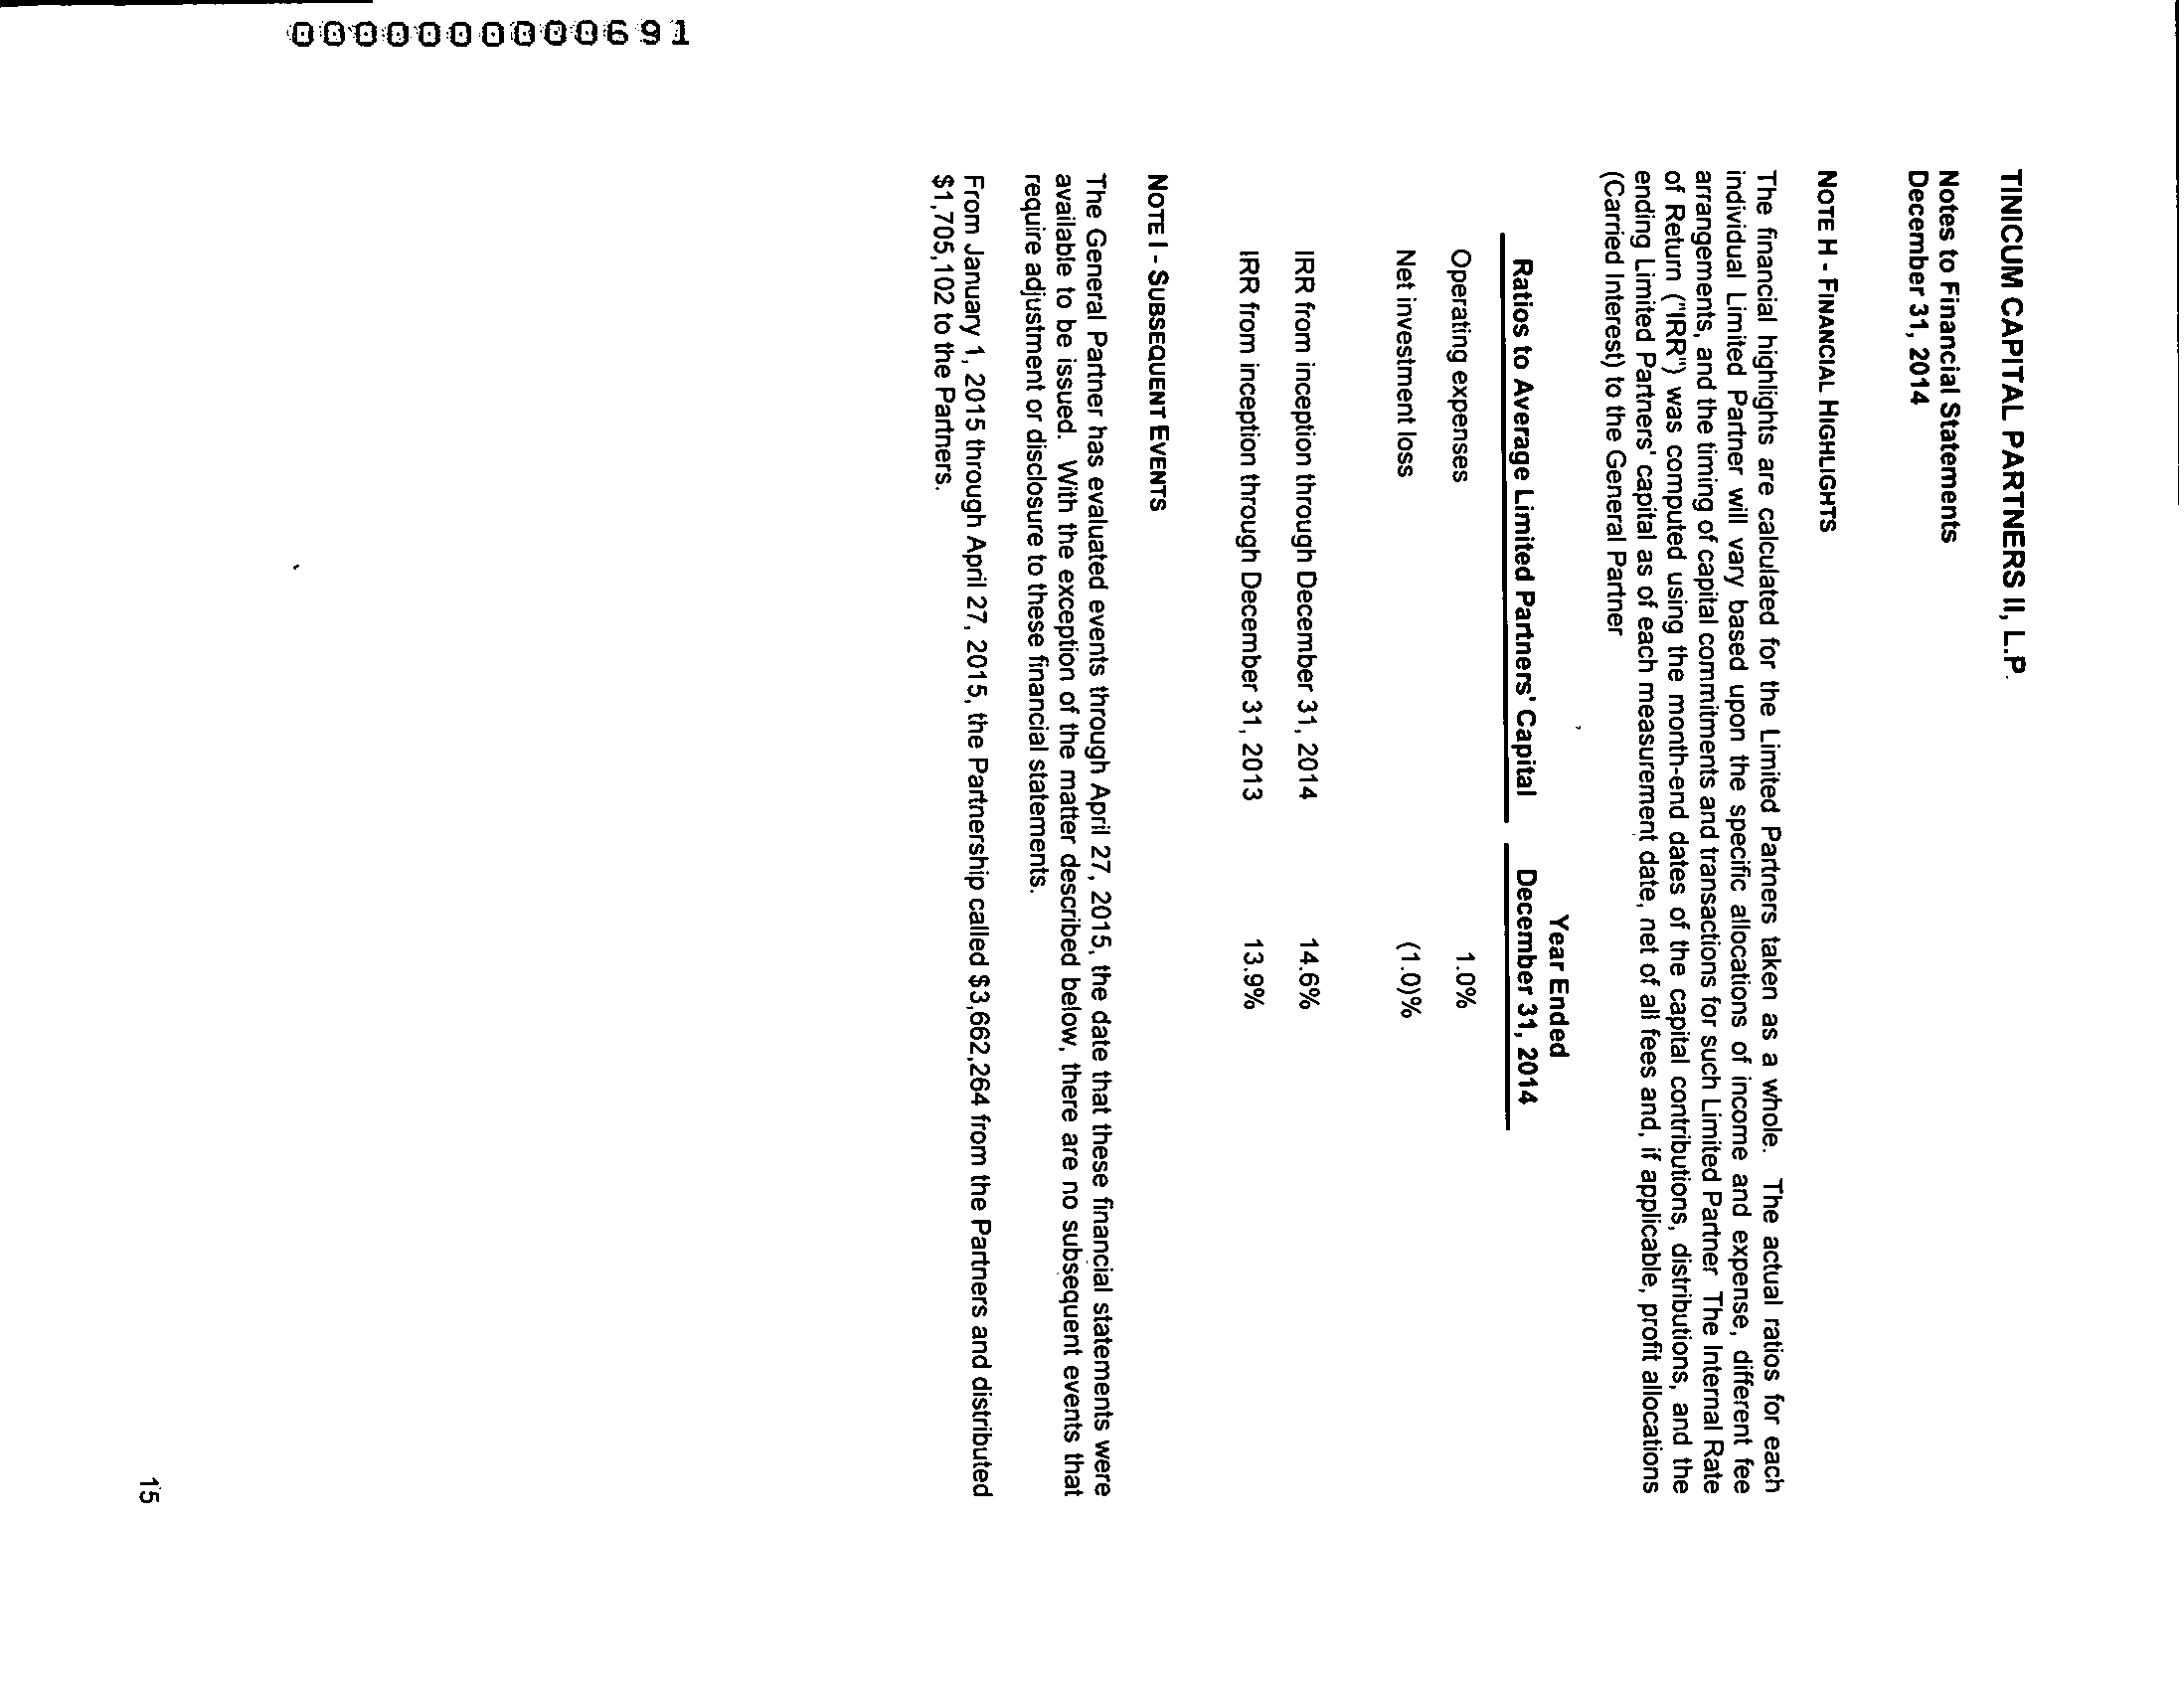 000000000691
TINICUM CAPITAL PARTNERS II, L.P.
Notes to Financial Statements
December 31, 2014
NOTE H - FINANCIAL HIGHLIGHTS
The financial highlights are calculated for the Limited Partners taken as a whole. The actual ratios for each
individual Limited Partner will vary based upon the specific allocations of income and expense, different fee
arrangements, and the timing of capital commitments and transactions for such Limited Partner The Internal Rate
of Return ("IRR") was computed using the month-end dates of the capital contributions, distributions, and the
ending Limited Partners' capital as of each measurement date, net of all fees and, if applicable, profit allocations
(Carried Interest) to the General Partner
Year Ended
Ratios to Average Limited Partners' Capital December 31, 2014
Operating expenses 1.0%
Net investment loss (1.0)%
IRR from inception through December 31, 2014 14.6%
IRR from inception through December 31, 2013 13.9%
NOTE I - SUBSEQUENT EVENTS
The General Partner has evaluated events through April 27, 2015, the date that these financial statements were
available to be issued. With the exception of the matter described below, there are no subsequent events that
require adjustment or disclosure to these financial statements.
From January 1, 2015 through April 27, 2015, the Partnership called $3,662,264 from the Partners and distributed
$1,705,102 to the Partners.
15